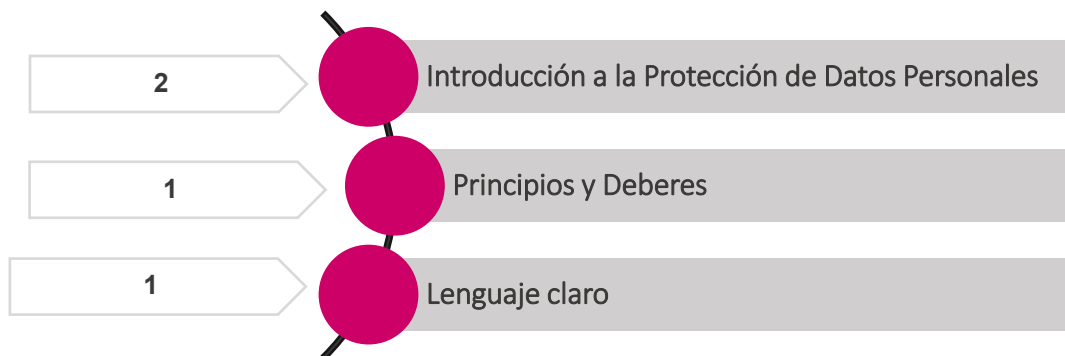 2
Introducción a la Protección de Datos Personales
1
Principios y Deberes
1
Lenguaje claro